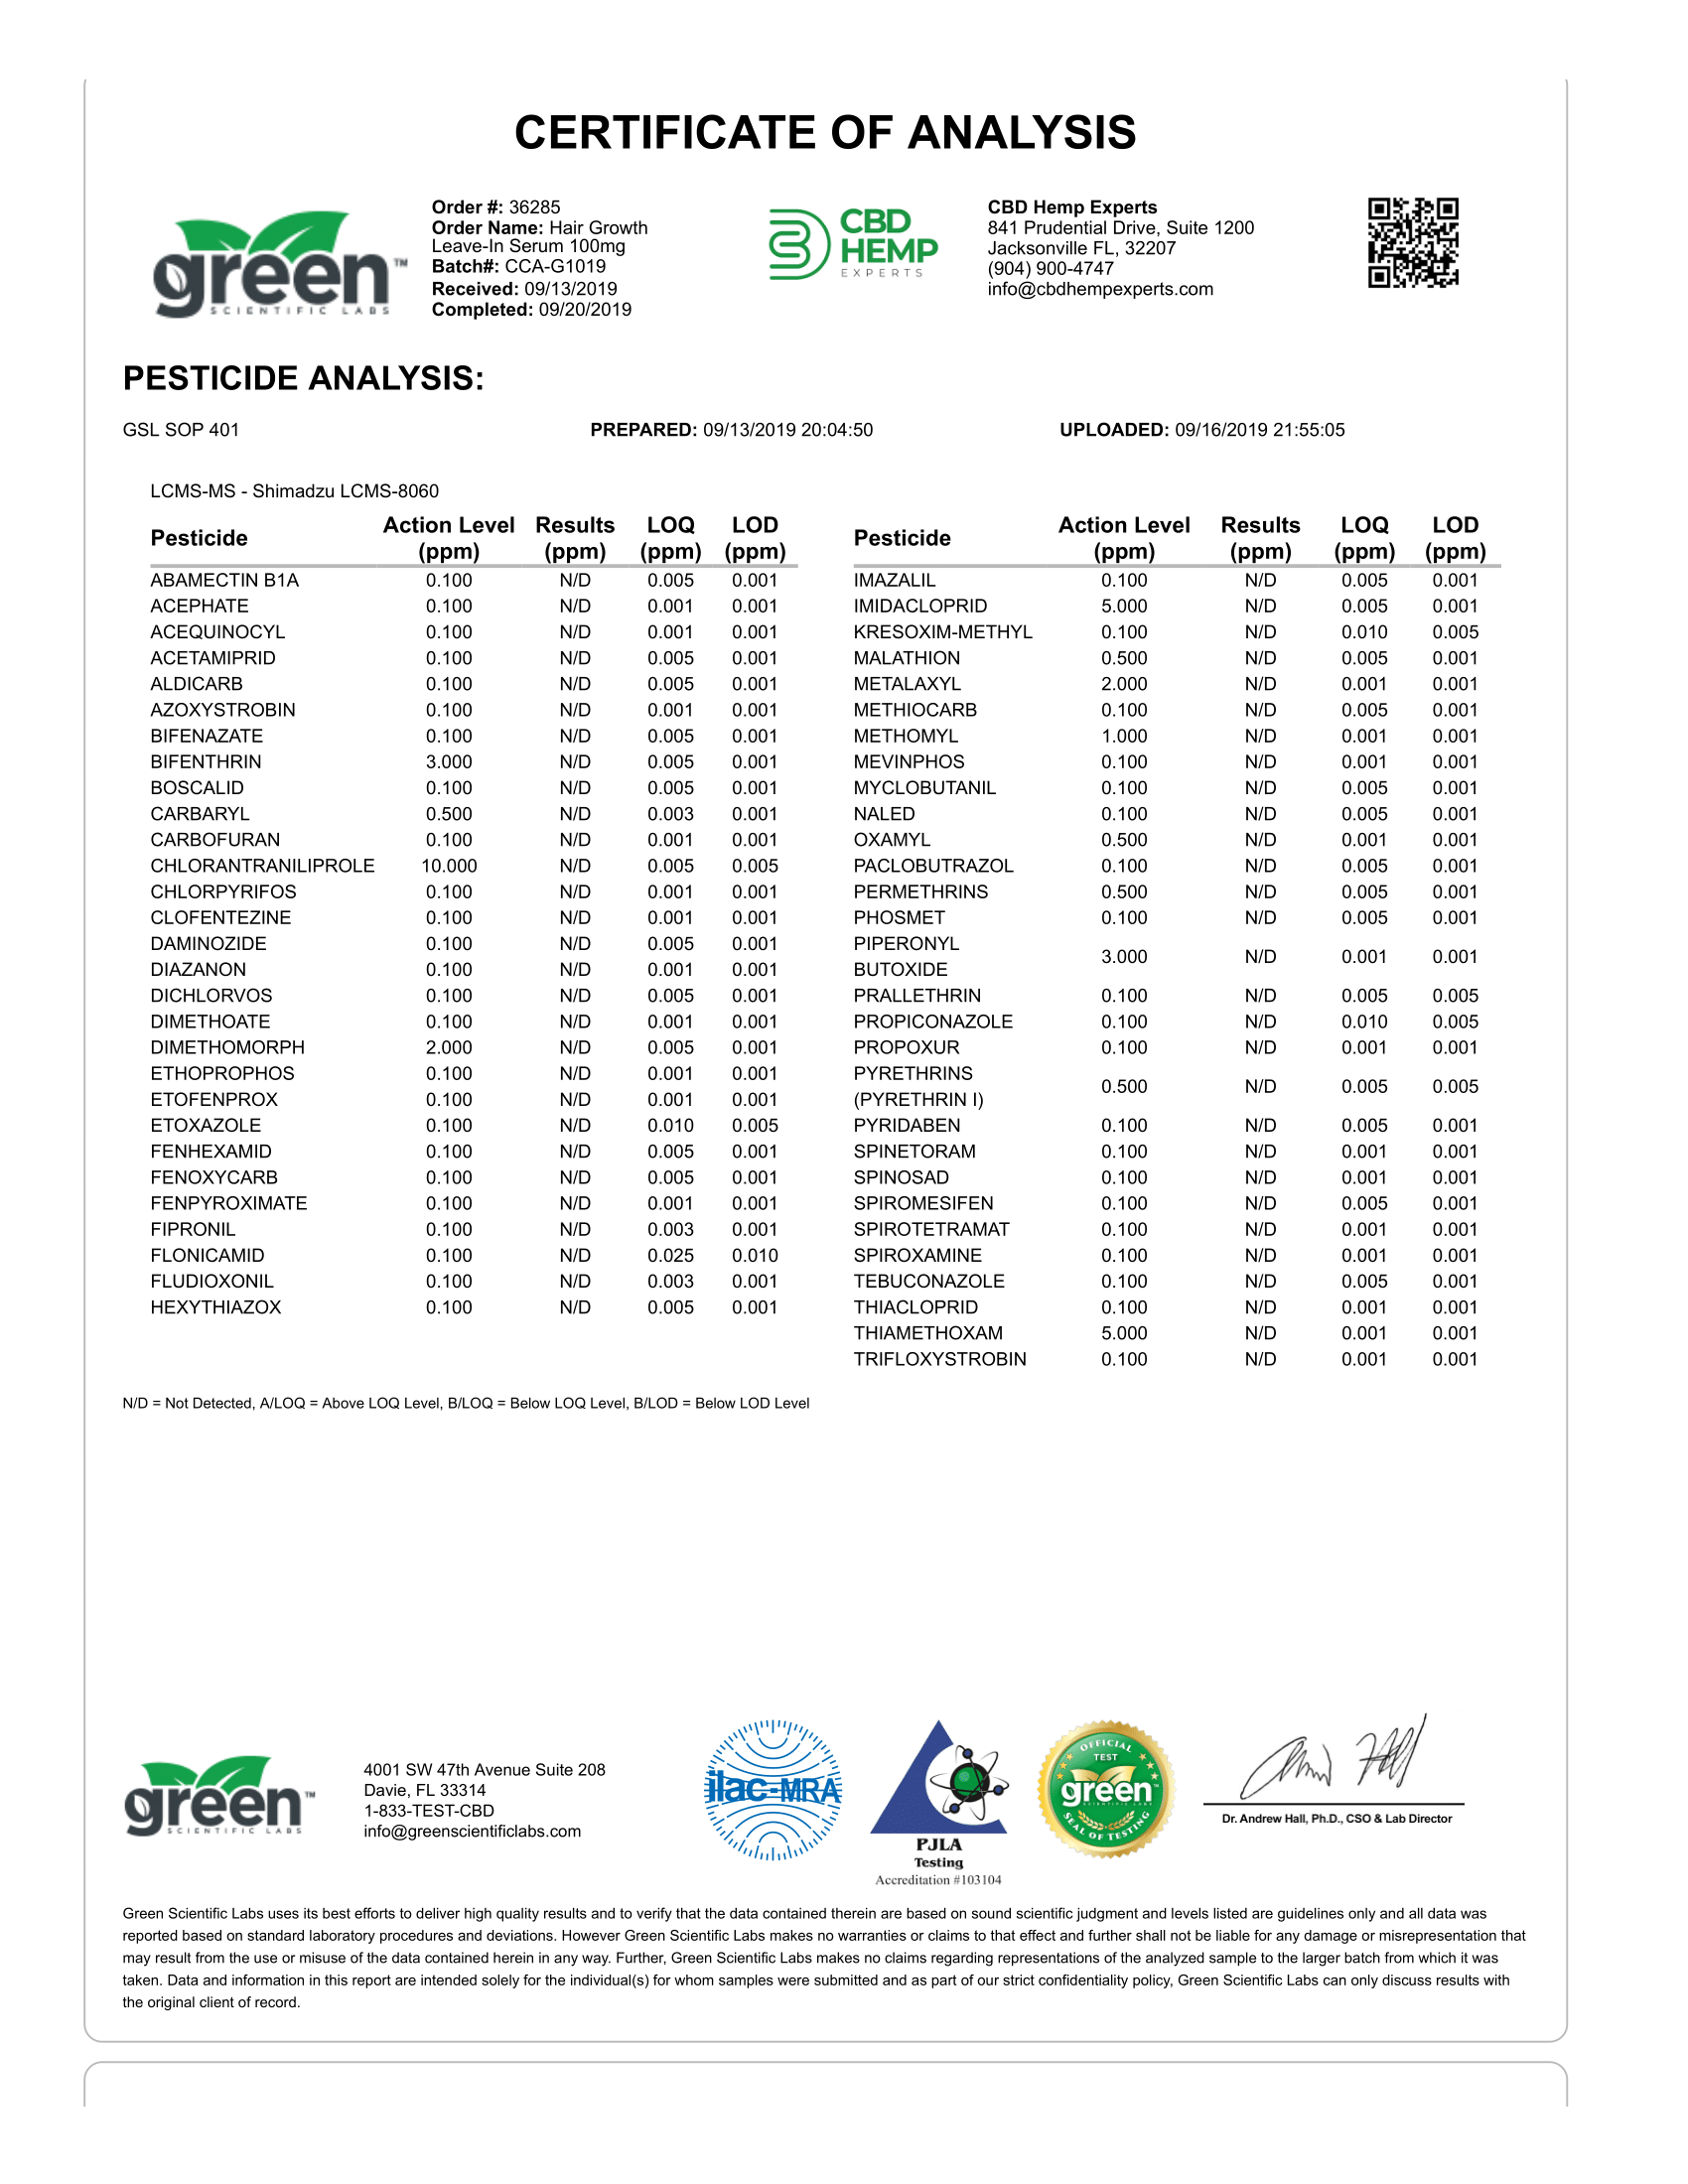 CERTIFICATE OF ANALYSIS
green™
SCIENTIFIC LABS
Order #: 36285
Order Name: Hair Growth
Leave-In Serum 100mg
Batch#: CCA-G1019
Received: 09/13/2019
Completed: 09/20/2019
CBD
HEMP
EXPERTS
CBD Hemp Experts
841 Prudential Drive, Suite 1200
Jacksonville FL, 32207
(904) 900-4747
info@cbdhempexperts.com
PESTICIDE ANALYSIS:
GSL SOP 401 PREPARED: 09/13/2019 20:04:50 UPLOADED: 09/16/2019 21:55:05
LCMS-MS - Shimadzu LCMS-8060
Pesticide Action Level (ppm) Results (ppm) LOQ (ppm) LOD (ppm)
ABAMECTIN B1A 0.100 N/D 0.005 0.001
ACEPHATE 0.100 N/D 0.001 0.001
ACEQUINOCYL 0.100 N/D 0.001 0.001
ACETAMIPRID 0.100 N/D 0.005 0.001
ALDICARB 0.100 N/D 0.005 0.001
AZOXYSTROBIN 0.100 N/D 0.001 0.001
BIFENAZATE 0.100 N/D 0.005 0.001
BIFENTHRIN 3.000 N/D 0.005 0.001
BOSCALID 0.100 N/D 0.005 0.001
CARBARYL 0.500 N/D 0.003 0.001
CARBOFURAN 0.100 N/D 0.001 0.001
CHLORANTRANILIPROLE 10.000 N/D 0.005 0.005
CHLORPYRIFOS 0.100 N/D 0.001 0.001
CLOFENTEZINE 0.100 N/D 0.001 0.001
DAMINOZIDE 0.100 N/D 0.005 0.001
DIAZANON 0.100 N/D 0.001 0.001
DICHLORVOS 0.100 N/D 0.005 0.001
DIMETHOATE 0.100 N/D 0.001 0.001
DIMETHOMORPH 2.000 N/D 0.005 0.001
ETHOPROPHOS 0.100 N/D 0.001 0.001
ETOFENPROX 0.100 N/D 0.001 0.001
ETOXAZOLE 0.100 N/D 0.010 0.005
FENHEXAMID 0.100 N/D 0.005 0.001
FENOXYCARB 0.100 N/D 0.005 0.001
FENPYROXIMATE 0.100 N/D 0.001 0.001
FIPRONIL 0.100 N/D 0.003 0.001
FLONICAMID 0.100 N/D 0.025 0.010
FLUDIOXONIL 0.100 N/D 0.003 0.001
HEXYTHIAZOX 0.100 N/D 0.005 0.001
Pesticide Action Level (ppm) Results (ppm) LOQ (ppm) LOD (ppm)
IMAZALIL 0.100 N/D 0.005 0.001
IMIDACLOPRID 5.000 N/D 0.005 0.001
KRESOXIM-METHYL 0.100 N/D 0.010 0.005
MALATHION 0.500 N/D 0.005 0.001
METALAXYL 2.000 N/D 0.001 0.001
METHIOCARB 0.100 N/D 0.005 0.001
METHOMYL 1.000 N/D 0.001 0.001
MEVINPHOS 0.100 N/D 0.001 0.001
MYCLOBUTANIL 0.100 N/D 0.005 0.001
NALED 0.100 N/D 0.005 0.001
OXAMYL 0.500 N/D 0.001 0.001
PACLOBUTRAZOL 0.100 N/D 0.005 0.001
PERMETHRINS 0.500 N/D 0.005 0.001
PHOSMET 0.100 N/D 0.005 0.001
PIPERONYL
BUTOXIDE 3.000 N/D 0.001 0.001
PRALLETHRIN 0.100 N/D 0.005 0.005
PROPICONAZOLE 0.100 N/D 0.010 0.005
PROPOXUR 0.100 N/D 0.001 0.001
PYRETHRINS
(PYRETHRIN I) 0.500 N/D 0.005 0.005
PYRIDABEN 0.100 N/D 0.005 0.001
SPINETORAM 0.100 N/D 0.001 0.001
SPINOSAD 0.100 N/D 0.001 0.001
SPIROMESIFEN 0.100 N/D 0.005 0.001
SPIROTETRAMAT 0.100 N/D 0.001 0.001
SPIROXAMINE 0.100 N/D 0.001 0.001
TEBUCONAZOLE 0.100 N/D 0.005 0.001
THIACLOPRID 0.100 N/D 0.001 0.001
THIAMETHOXAM 5.000 N/D 0.001 0.001
TRIFLOXYSTROBIN 0.100 N/D 0.001 0.001
N/D = Not Detected, A/LOQ = Above LOQ Level, B/LOQ = Below LOQ Level, B/LOD = Below LOD Level
green™
SCIENTIFIC LABS
4001 SW 47th Avenue Suite 208
Davie, FL 33314
1-833-TEST-CBD
info@greenscientificlabs.com
ilac-MRA
PJLA
Testing
Accreditation #103104
OFFICIAL
TEST
green
SCIENTIFIC LABS
SEAL OF TESTING
Dr. Andrew Hall, Ph.D., CSO & Lab Director
Green Scientific Labs uses its best efforts to deliver high quality results and to verify that the data contained therein are based on sound scientific judgment and levels listed are guidelines only and all data was
reported based on standard laboratory procedures and deviations. However Green Scientific Labs makes no warranties or claims to that effect and further shall not be liable for any damage or misrepresentation that
may result from the use or misuse of the data contained herein in any way. Further, Green Scientific Labs makes no claims regarding representations of the analyzed sample to the larger batch from which it was
taken. Data and information in this report are intended solely for the individual(s) for whom samples were submitted and as part of our strict confidentiality policy, Green Scientific Labs can only discuss results with
the original client of record.